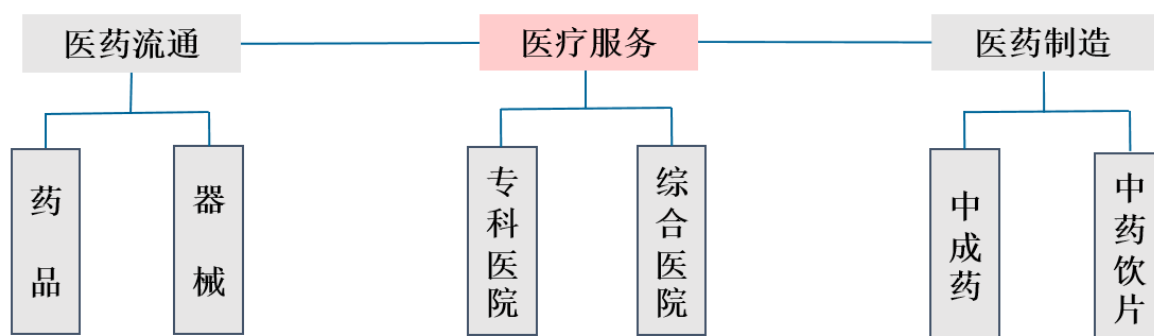 医药流通
医疗服务
医药制造
药品
器械
专科医院
综合医院
中成药
中药饮片